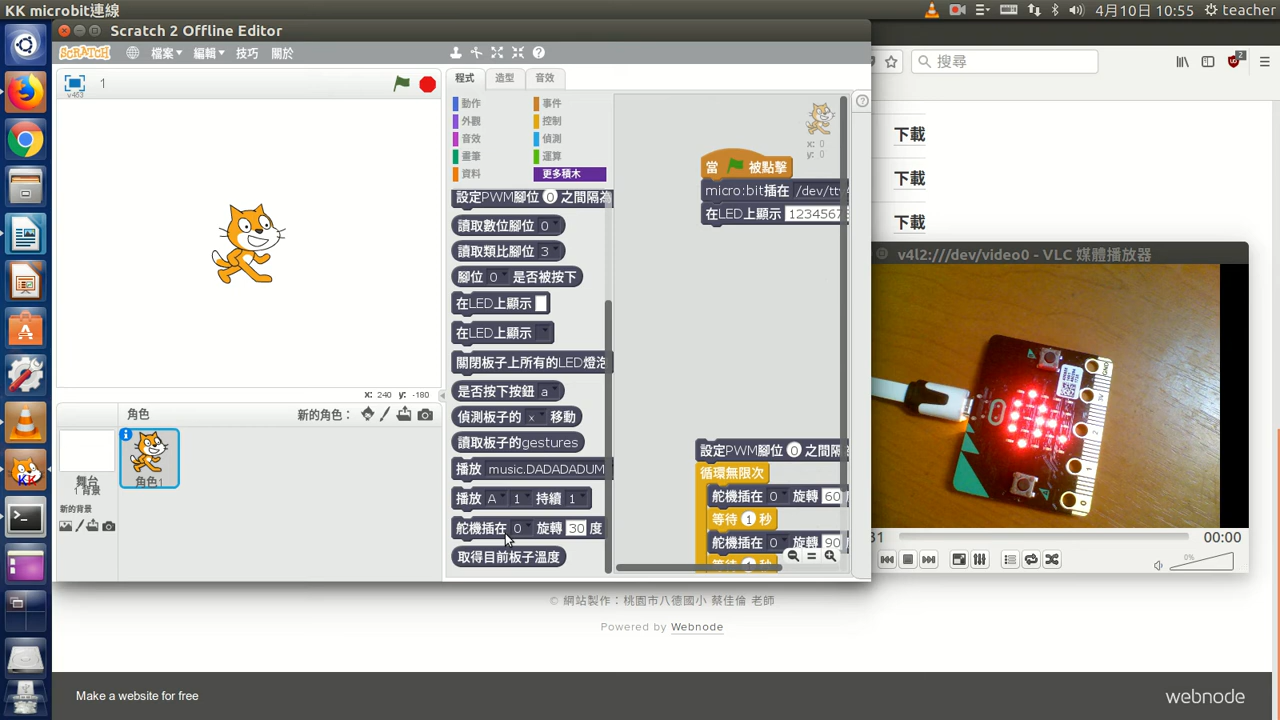 KK microbit連線
4月10日 10:55
teacher
Scratch 2 Offline Editor
SCRATCH
檔案
編輯
技巧
關於
v463
1
程式
造型
音效
動作
事件
外觀
控制
音效
偵測
畫筆
運算
資料
更多積木
設定PWM腳位 0 之間隔為
讀取數位腳位 0
讀取類比腳位 3
腳位 0 是否被按下
在LED上顯示
在LED上顯示
關閉板子上所有的LED燈泡
是否按下按鈕 a
偵測板子的 x 移動
讀取板子的gestures
播放 music.DADADADUM
播放 A 1 持續 1
舵機插在 0 旋轉 30 度
取得目前板子溫度
x: 0
y: 0
當 被點擊
micro:bit插在 /dev/tty
在LED上顯示 12345678
設定PWM腳位 0 之間隔
循環無限次
舵機插在 0 旋轉 60
等待 1 秒
舵機插在 0 旋轉 90
x: 240 y: -180
角色
新的角色：
舞台
1 背景
新的背景
角色1
搜尋
2
下載
下載
下載
v4l2:///dev/video0 - VLC 媒體播放器
31
00:00
0%
© 網站製作：桃園市八德國小 蔡佳倫 老師
Powered by Webnode
Make a website for free
webnode